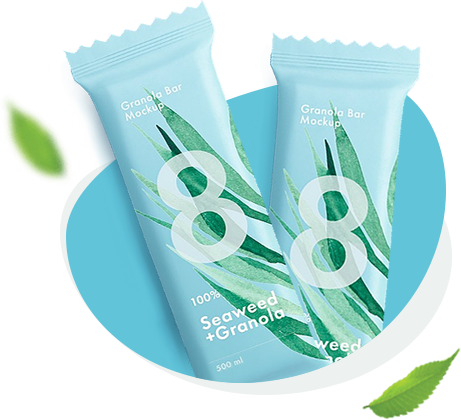 Granola Bar
Mockup
8
100%
Seaweed
+Granola
500 ml
Granola Bar
Mockup
8
weed